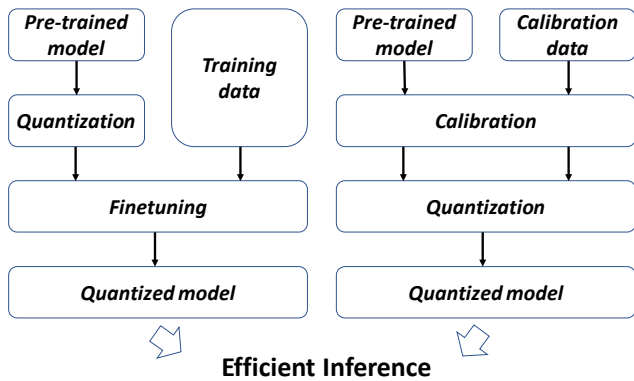 Pre-trained
model
Training
data
Quantization
Finetuning
Quantized model
Pre-trained
model
Calibration
data
Calibration
Quantization
Quantized model
Efficient Inference